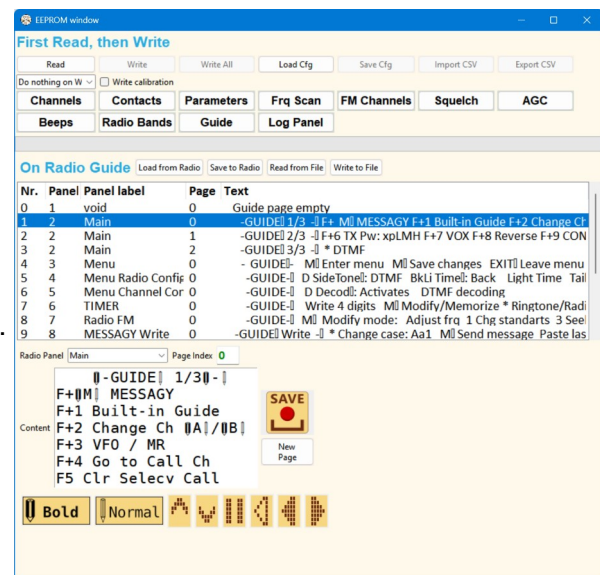 EEPROM window
First Read, then Write
Read Write Write All Load Cfg Save Cfg Import CSV Export CSV
Do nothing on W Write calibration
Channels Contacts Parameters Frq Scan FM Channels Squelch AGC
Beeps Radio Bands Guide Log Panel
On Radio Guide Load from Radio Save to Radio Read from File Write to File
Nr. Panel Panel label Page Text
0 1 void 0 Guide page empty
1 2 Main 0 -GUIDE 1/3 - F+ M MESSAGY F+1 Built-in Guide F+2 Change Ch
2 2 Main 1 -GUIDE 2/3 - F+6 TX Pw: xpLMH F+7 VOX F+8 Reverse F+9 CON
3 2 Main 2 -GUIDE 3/3 - * DTMF
4 3 Menu 0 - GUIDE - M Enter menu M Save changes EXIT Leave menu
5 4 Menu Radio Config 0 -GUIDE- D SideTone : DTMF BkLi Time : Back Light Time Tail
6 5 Menu Channel Cor 0 -GUIDE- D Decod : Activates DTMF decoding
7 6 TIMER 0 -GUIDE- Write 4 digits M Modify/Memorize * Ringtone/Radi
8 7 Radio FM 0 -GUIDE- M Modify mode: Adjust frq 1 Chg standarts 3 Seel
9 8 MESSAGY Write 0 -GUIDE Write - * Change case: Aa1 M Send message Paste las
Radio Panel Main Page Index 0
-GUIDE 1/3 -
F+ M MESSAGY
F+1 Built-in Guide
Content F+2 Change Ch A / B
F+3 VFO / MR
F+4 Go to Call Ch
F5 Clr Selecv Call
SAVE
New Page
Bold Normal